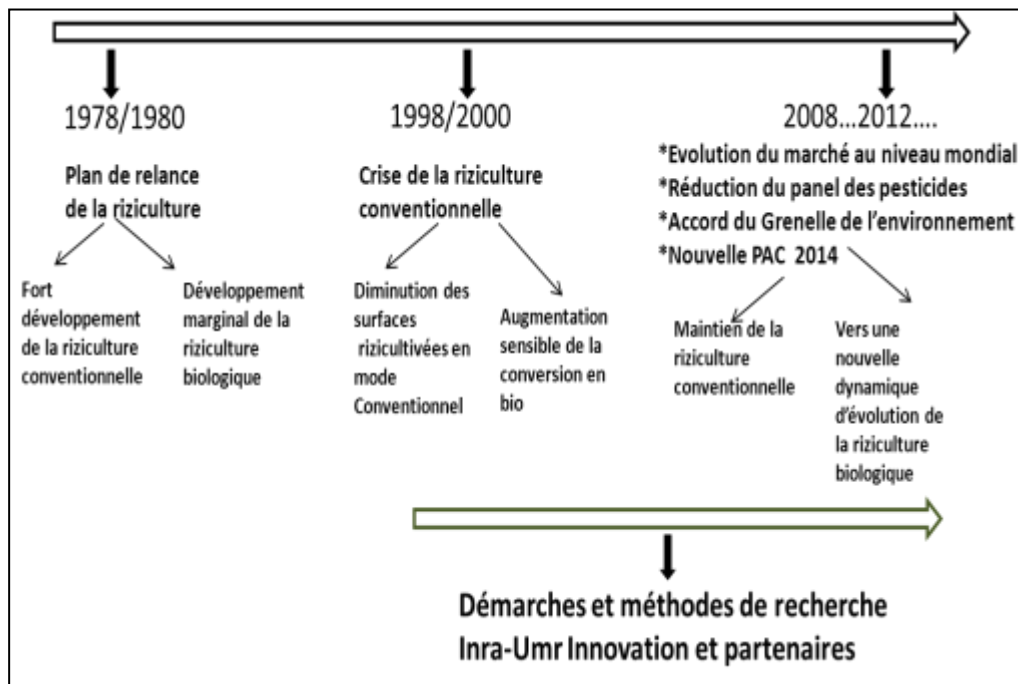 1978/1980
Plan de relance
de la riziculture
Fort
développement
de la riziculture
conventionnelle
Développement
marginal de la
riziculture
biologique
1998/2000
Crise de la riziculture
conventionnelle
Diminution des
surfaces
rizicultivées en
mode
Conventionnel
Augmentation
sensible de la
conversion en
bio
2008...2012....
*Evolution du marché au niveau mondial
*Réduction du panel des pesticides
*Accord du Grenelle de l'environnement
*Nouvelle PAC 2014
Maintien de la
riziculture
conventionnelle
Vers une
nouvelle
dynamique
d'évolution de
la riziculture
biologique
Démarches et méthodes de recherche
Inra-Umr Innovation et partenaires